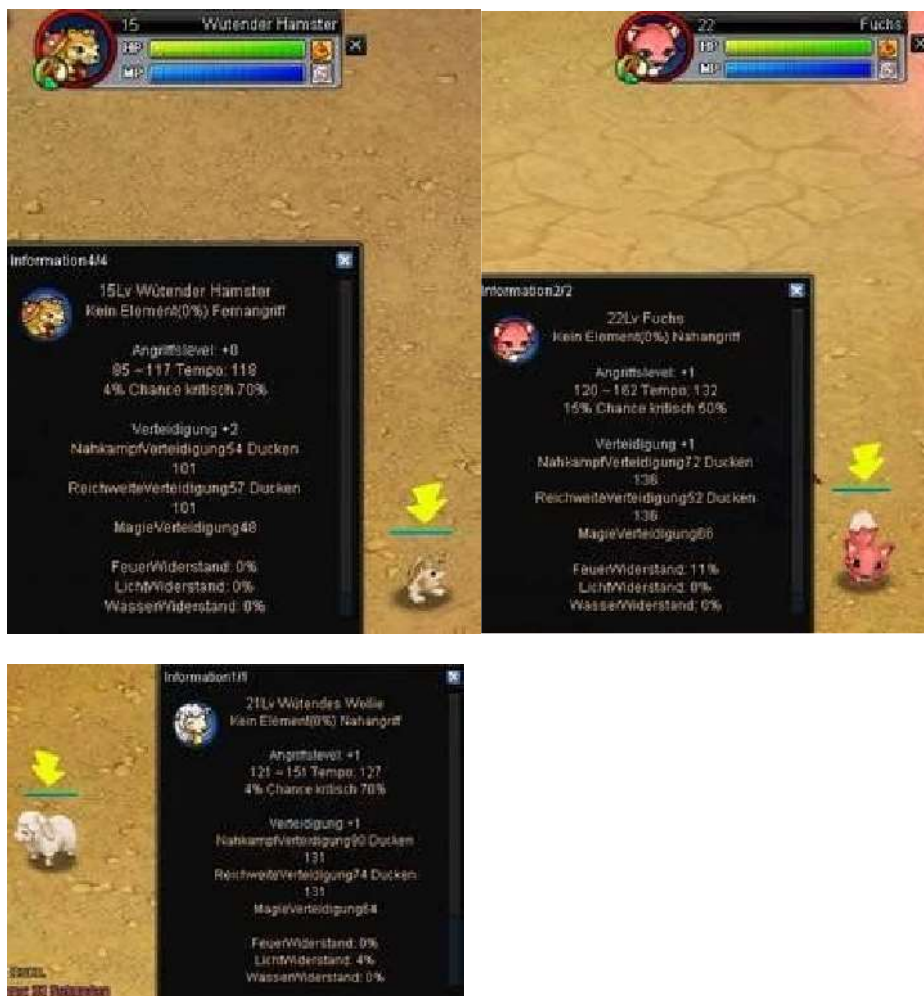 15 Wütender Hamster
HP
MP
Information4/4
15Lv Wütender Hamster
Kein Element(0%) Fernangriff
Angriffslevel: +0
85 ~ 117 Tempo: 118
4% Chance kritisch 70%
Verteidigung +2
NahkampfVerteidigung54 Ducken
101
ReichweiteVerteidigung57 Ducken
101
MagieVerteidigung48
FeuerWiderstand: 0%
LichtWiderstand: 0%
WasserWiderstand: 0%
22 Fuchs
HP
MP
Information2/2
22Lv Fuchs
Kein Element(0%) Nahangriff
Angriffslevel: +1
120 ~ 162 Tempo: 132
15% Chance kritisch 50%
Verteidigung +1
NahkampfVerteidigung72 Ducken
136
ReichweiteVerteidigung52 Ducken
136
MagieVerteidigung66
FeuerWiderstand: 11%
LichtWiderstand: 0%
WasserWiderstand: 0%
Information1/1
21Lv Wütendes Wollie
Kein Element(0%) Nahangriff
Angriffslevel: +1
121 ~ 151 Tempo: 127
4% Chance kritisch 70%
Verteidigung +1
NahkampfVerteidigung90 Ducken
131
ReichweiteVerteidigung74 Ducken
131
MagieVerteidigung64
FeuerWiderstand: 0%
LichtWiderstand: 4%
WasserWiderstand: 0%